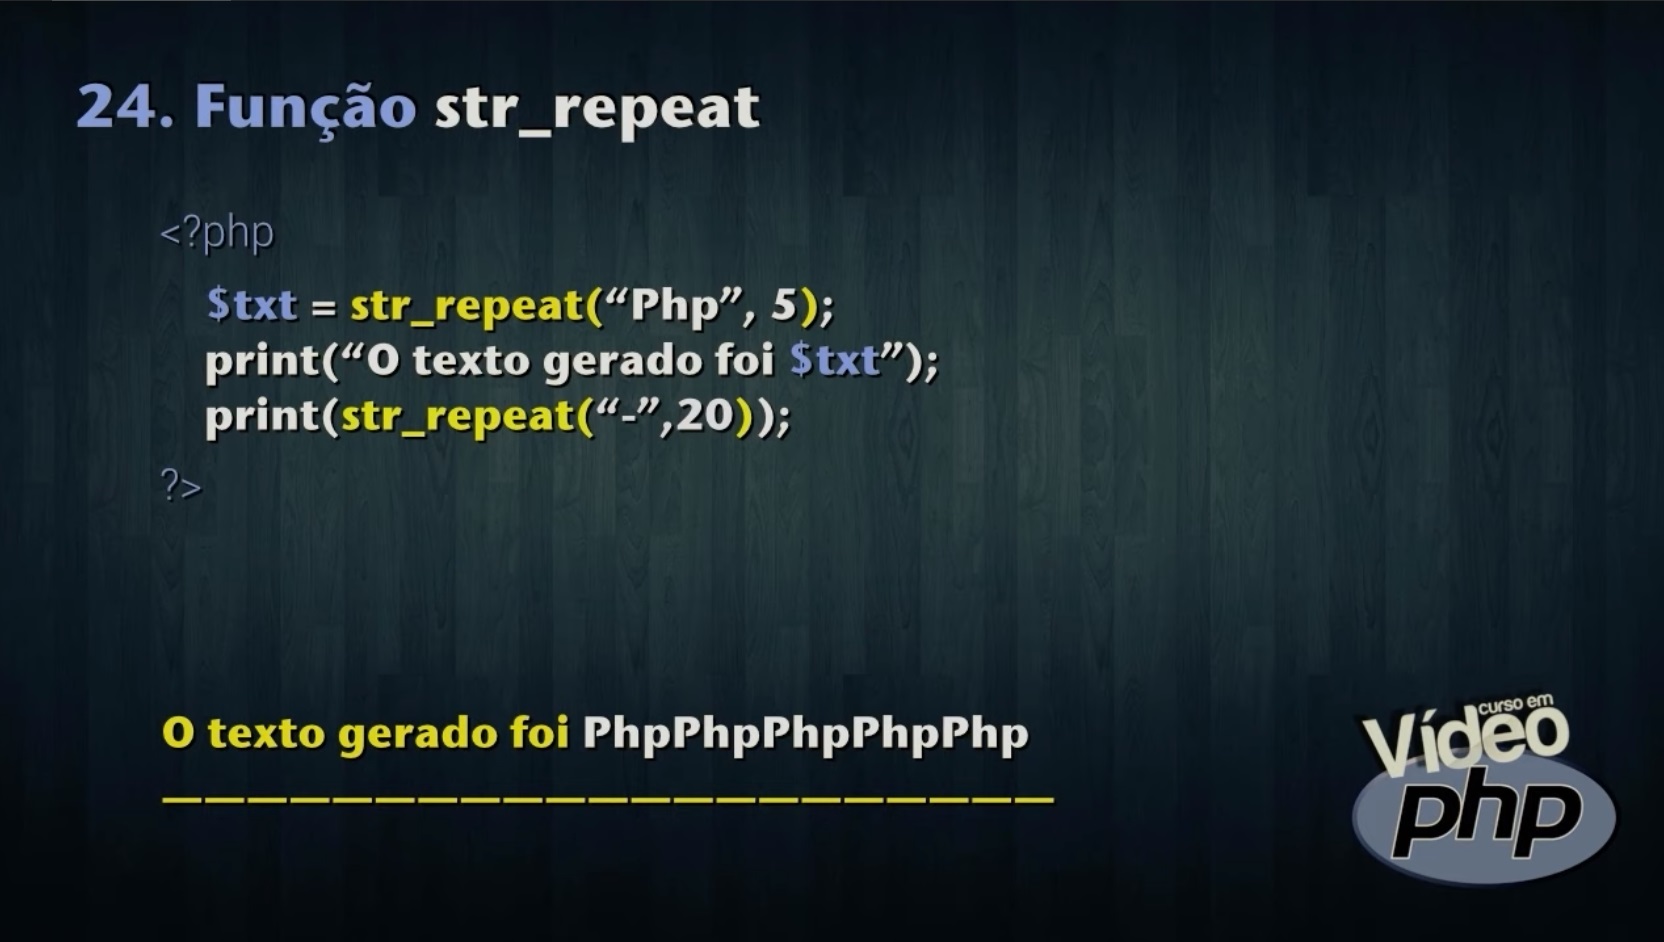 24. Função str_repeat
<?php
$txt = str_repeat(“Php”, 5);
print(“O texto gerado foi $txt”);
print(str_repeat(“-”,20));
?>
O texto gerado foi PhpPhpPhpPhpPhp
—————————————————————
curso em
Vídeo
php